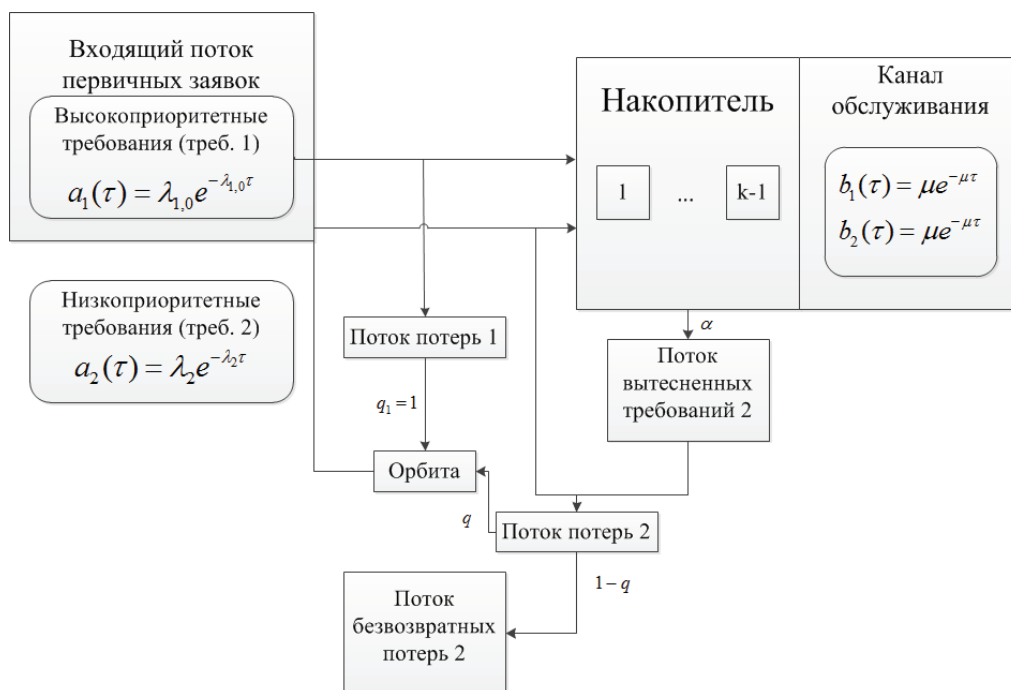 Входящий поток
первичных заявок
Высокоприоритетные
требования (треб. 1)
a₁(τ) = λ₁,₀e^{-λ₁,₀τ}
Низкоприоритетные
требования (треб. 2)
a₂(τ) = λ₂e^{-λ₂τ}
Накопитель
1 ... k-1
Канал
обслуживания
b₁(τ) = μe^{-μτ}
b₂(τ) = μe^{-μτ}
α
Поток потерь 1
Поток
вытесненных
требований 2
q₁ = 1
Орбита
q
Поток потерь 2
1 − q
Поток
безвозвратных
потерь 2